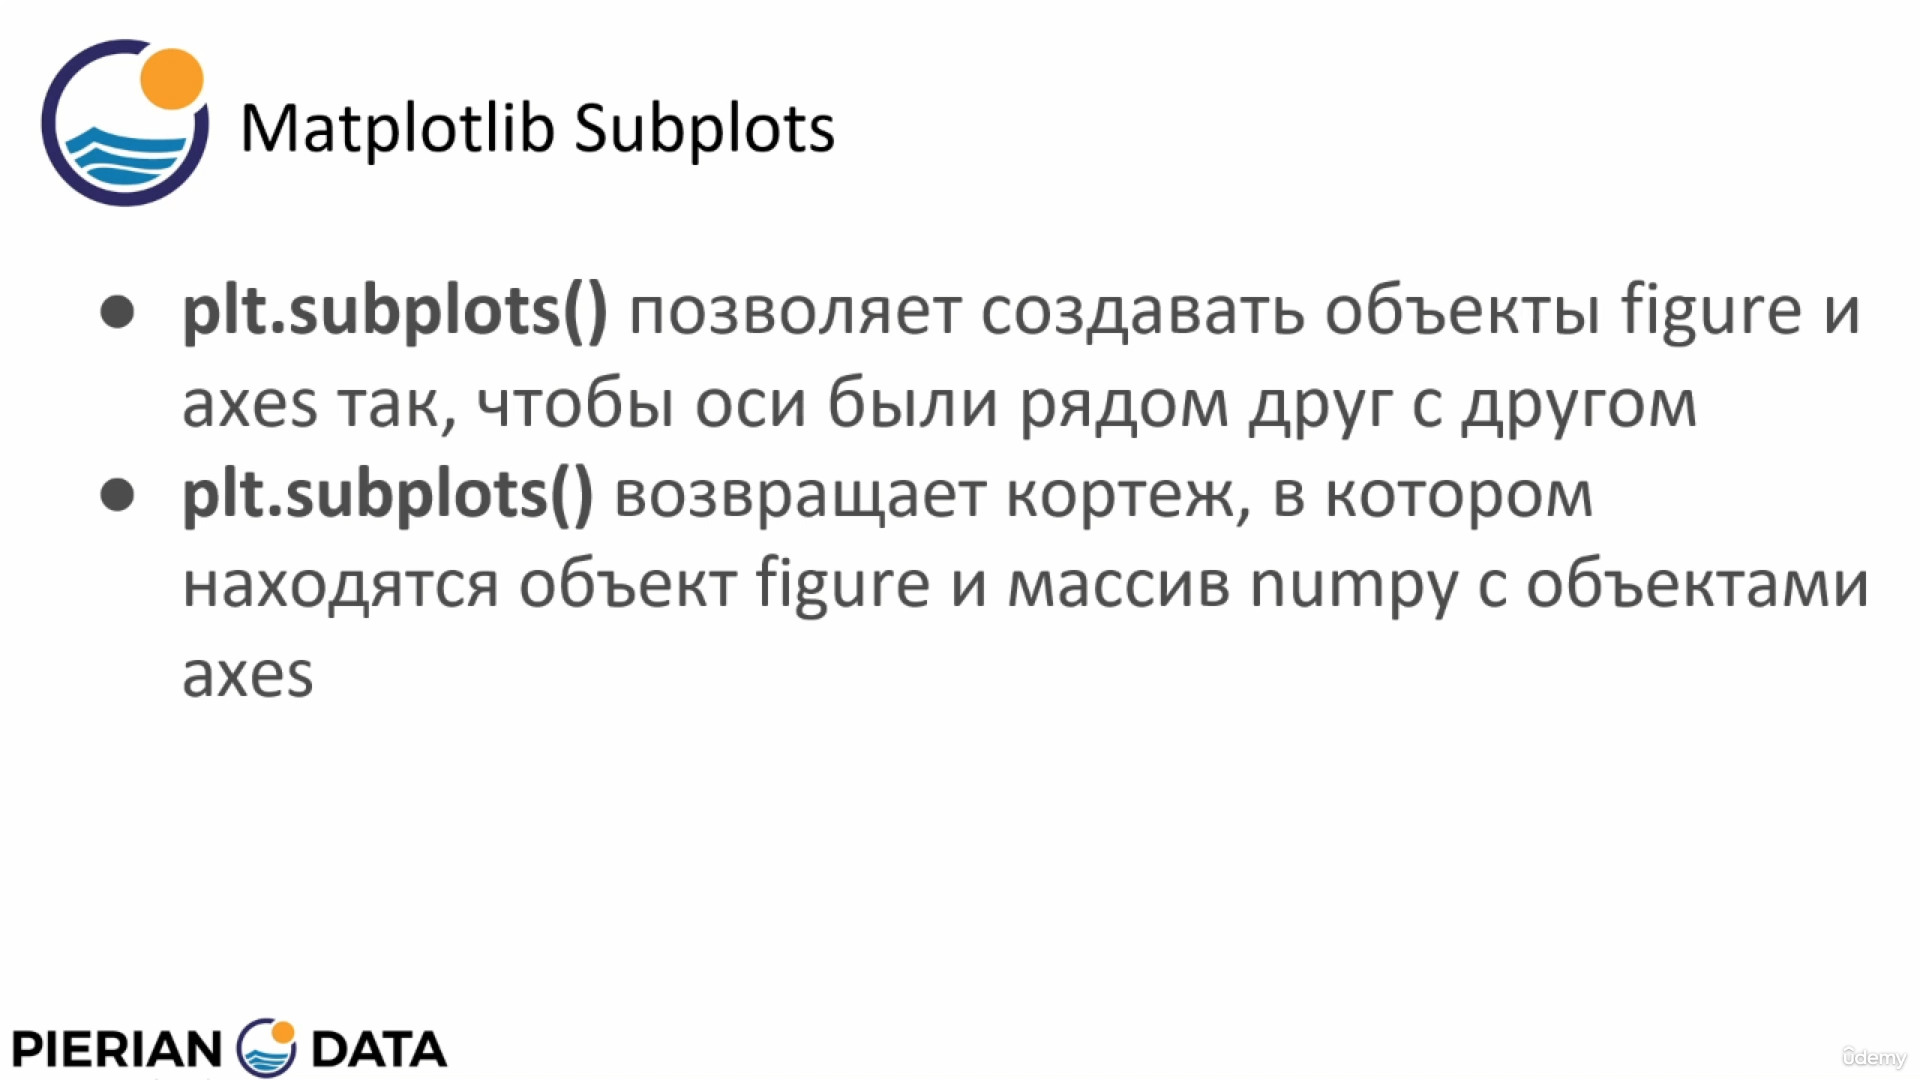 Matplotlib Subplots
● plt.subplots() позволяет создавать объекты figure и
axes так, чтобы оси были рядом друг с другом
● plt.subplots() возвращает кортеж, в котором
находятся объект figure и массив numpy с объектами
axes
PIERIAN DATA
ûdemy